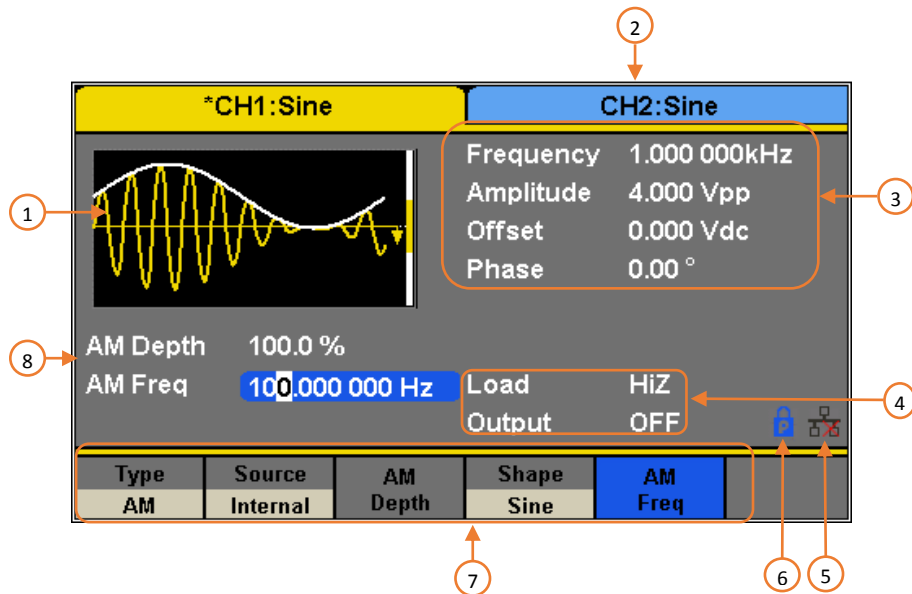 2
*CH1:Sine CH2:Sine
Frequency 1.000 000kHz
Amplitude 4.000 Vpp
Offset 0.000 Vdc
Phase 0.00 °
1
3
AM Depth 100.0 %
AM Freq 100.000 000 Hz
Load HiZ
Output OFF
8
4
P
Type Source AM Shape AM
AM Internal Depth Sine Freq
7
6
5